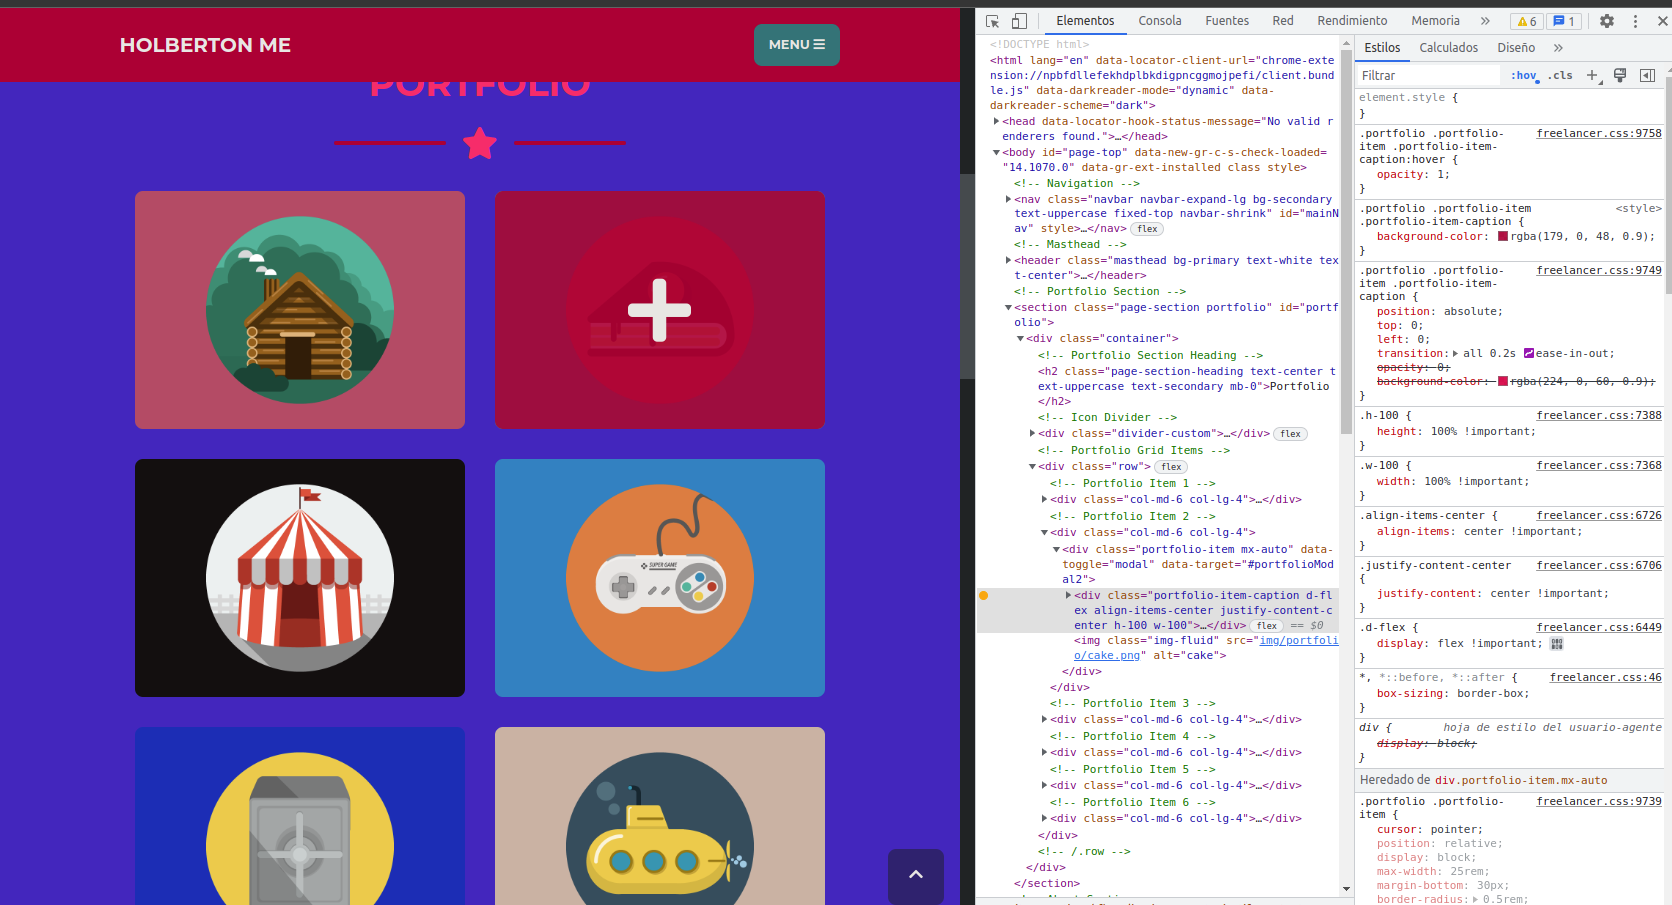 HOLBERTON ME
MENU
PORTFOLIO
SUPER GAME
Elementos
Consola
Fuentes
Red
Rendimiento
Memoria
6
1
<!DOCTYPE html>
<html lang="en" data-locator-client-url="chrome-exte
nsion://npbfdllefekhdplbkdigpncggmojpefi/client.bund
le.js" data-darkreader-mode="dynamic" data-
darkreader-scheme="dark">
<head data-locator-hook-status-message="No valid r
enderers found.">…</head>
<body id="page-top" data-new-gr-c-s-check-loaded=
"14.1070.0" data-gr-ext-installed class style>
<!-- Navigation -->
<nav class="navbar navbar-expand-lg bg-secondary
text-uppercase fixed-top navbar-shrink" id="mainN
av" style>…</nav> flex
<!-- Masthead -->
<header class="masthead bg-primary text-white tex
t-center">…</header>
<!-- Portfolio Section -->
<section class="page-section portfolio" id="portf
olio">
<div class="container">
<!-- Portfolio Section Heading -->
<h2 class="page-section-heading text-center t
ext-uppercase text-secondary mb-0">Portfolio
</h2>
<!-- Icon Divider -->
<div class="divider-custom">…</div> flex
<!-- Portfolio Grid Items -->
<div class="row"> flex
<!-- Portfolio Item 1 -->
<div class="col-md-6 col-lg-4">…</div>
<!-- Portfolio Item 2 -->
<div class="col-md-6 col-lg-4">
<div class="portfolio-item mx-auto" data-
toggle="modal" data-target="#portfolioMod
al2">
<div class="portfolio-item-caption d-fl
ex align-items-center justify-content-c
enter h-100 w-100">…</div> flex == $0
<img class="img-fluid" src="img/portfoli
o/cake.png" alt="cake">
</div>
</div>
<!-- Portfolio Item 3 -->
<div class="col-md-6 col-lg-4">…</div>
<!-- Portfolio Item 4 -->
<div class="col-md-6 col-lg-4">…</div>
<!-- Portfolio Item 5 -->
<div class="col-md-6 col-lg-4">…</div>
<!-- Portfolio Item 6 -->
<div class="col-md-6 col-lg-4">…</div>
</div>
<!-- /.row -->
</div>
</section>
Estilos
Calculados
Diseño
Filtrar
:hov
.cls
element.style {
}
.portfolio .portfolio- freelancer.css:9758
item .portfolio-item-
caption:hover {
opacity: 1;
}
.portfolio .portfolio-item <style>
.portfolio-item-caption {
background-color: rgba(179, 0, 48, 0.9);
}
.portfolio .portfolio- freelancer.css:9749
item .portfolio-item-
caption {
position: absolute;
top: 0;
left: 0;
transition: all 0.2s ease-in-out;
opacity: 0;
background-color: rgba(224, 0, 60, 0.9);
}
.h-100 { freelancer.css:7388
height: 100% !important;
}
.w-100 { freelancer.css:7368
width: 100% !important;
}
.align-items-center { freelancer.css:6726
align-items: center !important;
}
.justify-content-center freelancer.css:6706
{
justify-content: center !important;
}
.d-flex { freelancer.css:6449
display: flex !important;
}
*, *::before, *::after { freelancer.css:46
box-sizing: border-box;
}
div { hoja de estilo del usuario-agente
display: block;
}
Heredado de div.portfolio-item.mx-auto
.portfolio .portfolio- freelancer.css:9739
item {
cursor: pointer;
position: relative;
display: block;
max-width: 25rem;
margin-bottom: 30px;
border-radius: 0.5rem;